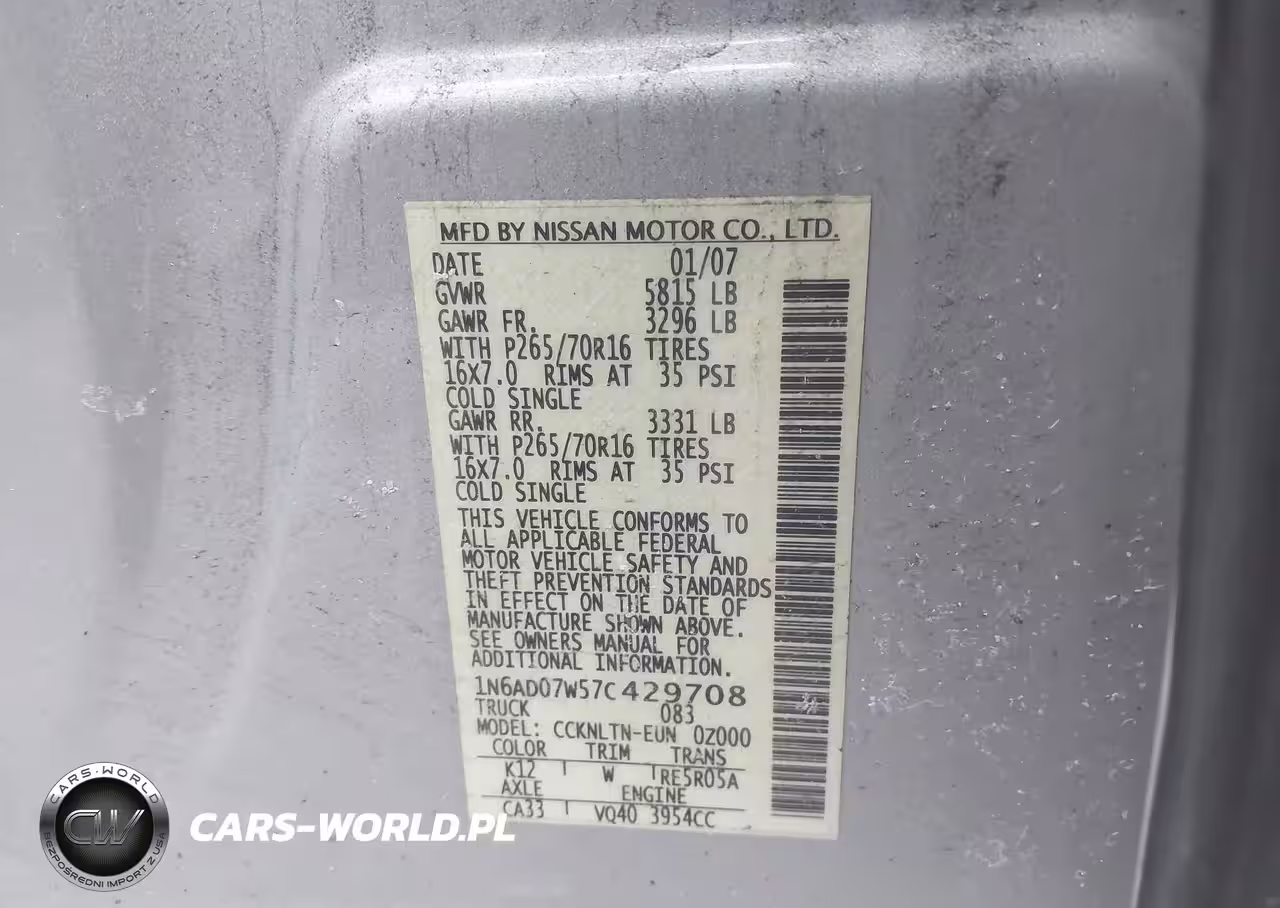 MFD BY NISSAN MOTOR CO., LTD.
DATE 01/07
GVWR 5815 LB
GAWR FR. 3296 LB
WITH P265/70R16 TIRES
16X7.0 RIMS AT 35 PSI
COLD SINGLE
GAWR RR. 3331 LB
WITH P265/70R16 TIRES
16X7.0 RIMS AT 35 PSI
COLD SINGLE
THIS VEHICLE CONFORMS TO
ALL APPLICABLE FEDERAL
MOTOR VEHICLE SAFETY AND
THEFT PREVENTION STANDARDS
IN EFFECT ON THE DATE OF
MANUFACTURE SHOWN ABOVE.
SEE OWNERS MANUAL FOR
ADDITIONAL INFORMATION.
1N6AD07W57C429708
TRUCK 083
MODEL: CCKNLTN-EUN 0Z000
COLOR TRIM TRANS
K12 W RE5R05A
AXLE ENGINE
CA33 VQ40 3954CC
CARS-WORLD
CW
BEZPOŚREDNI IMPORT Z USA
CARS-WORLD.PL